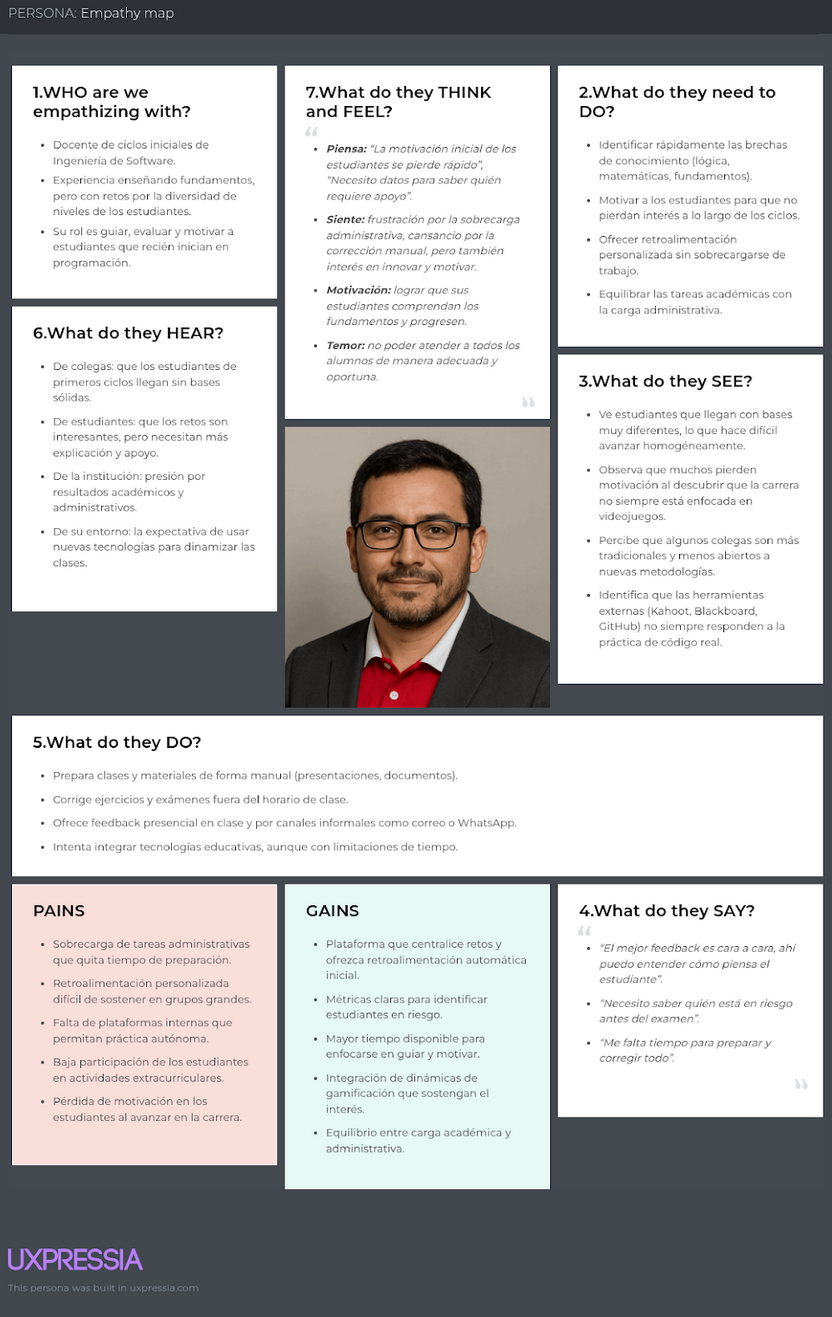 PERSONA: Empathy map
1.WHO are we
empathizing with?
• Docente de ciclos iniciales de
Ingeniería de Software.
• Experiencia enseñando fundamentos,
pero con retos por la diversidad de
niveles de los estudiantes.
• Su rol es guiar, evaluar y motivar a
estudiantes que recién inician en
programación.
7.What do they THINK
and FEEL?
“
• Piensa: “La motivación inicial de los
estudiantes se pierde rápido”,
“Necesito datos para saber quién
requiere apoyo”.
• Siente: frustración por la sobrecarga
administrativa, cansancio por la
corrección manual, pero también
interés en innovar y motivar.
• Motivación: lograr que sus
estudiantes comprendan los
fundamentos y progresen.
• Temor: no poder atender a todos los
alumnos de manera adecuada y
oportuna.
”
2.What do they need to
DO?
• Identificar rápidamente las brechas
de conocimiento (lógica,
matemáticas, fundamentos).
• Motivar a los estudiantes para que no
pierdan interés a lo largo de los ciclos.
• Ofrecer retroalimentación
personalizada sin sobrecargarse de
trabajo.
• Equilibrar las tareas académicas con
la carga administrativa.
6.What do they HEAR?
• De colegas: que los estudiantes de
primeros ciclos llegan sin bases
sólidas.
• De estudiantes: que los retos son
interesantes, pero necesitan más
explicación y apoyo.
• De la institución: presión por
resultados académicos y
administrativos.
• De su entorno: la expectativa de usar
nuevas tecnologías para dinamizar las
clases.
3.What do they SEE?
• Ve estudiantes que llegan con bases
muy diferentes, lo que hace difícil
avanzar homogéneamente.
• Observa que muchos pierden
motivación al descubrir que la carrera
no siempre está enfocada en
videojuegos.
• Percibe que algunos colegas son más
tradicionales y menos abiertos a
nuevas metodologías.
• Identifica que las herramientas
externas (Kahoot, Blackboard,
GitHub) no siempre responden a la
práctica de código real.
5.What do they DO?
• Prepara clases y materiales de forma manual (presentaciones, documentos).
• Corrige ejercicios y exámenes fuera del horario de clase.
• Ofrece feedback presencial en clase y por canales informales como correo o WhatsApp.
• Intenta integrar tecnologías educativas, aunque con limitaciones de tiempo.
PAINS
• Sobrecarga de tareas administrativas
que quita tiempo de preparación.
• Retroalimentación personalizada
difícil de sostener en grupos grandes.
• Falta de plataformas internas que
permitan práctica autónoma.
• Baja participación de los estudiantes
en actividades extracurriculares.
• Pérdida de motivación en los
estudiantes al avanzar en la carrera.
GAINS
• Plataforma que centralice retos y
ofrezca retroalimentación automática
inicial.
• Métricas claras para identificar
estudiantes en riesgo.
• Mayor tiempo disponible para
enfocarse en guiar y motivar.
• Integración de dinámicas de
gamificación que sostengan el
interés.
• Equilibrio entre carga académica y
administrativa.
4.What do they SAY?
“
• “El mejor feedback es cara a cara, ahí
puedo entender cómo piensa el
estudiante”.
• “Necesito saber quién está en riesgo
antes del examen”.
• “Me falta tiempo para preparar y
corregir todo”.
”
UXPRESSIA
This persona was built in uxpressia.com